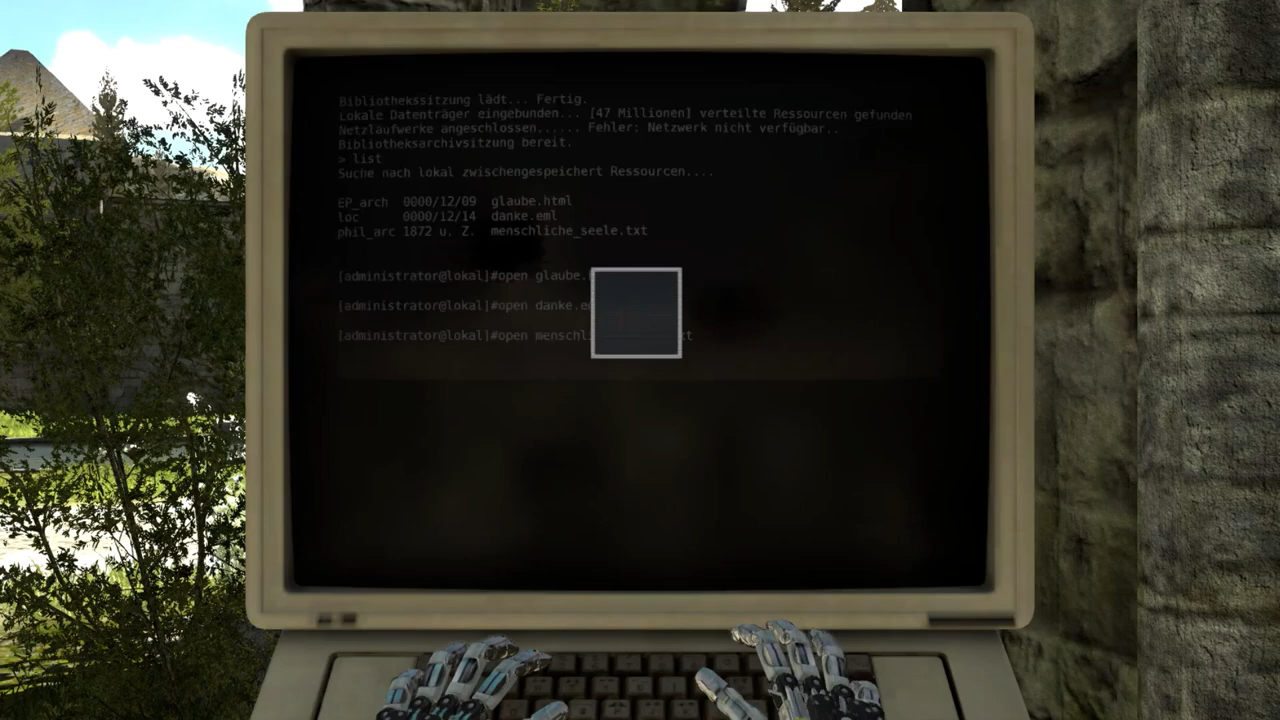 Bibliothekssitzung lädt... Fertig.
Lokale Datenträger eingebunden... [47 Millionen] verteilte Ressourcen gefunden
Netzlaufwerke angeschlossen...... Fehler: Netzwerk nicht verfügbar..
Bibliotheksarchivsitzung bereit.
> list
Suche nach lokal zwischengespeichert Ressourcen....
EP_arch 0000/12/09 glaube.html
loc 0000/12/14 danke.eml
phil_arc 1872 u. Z. menschliche_seele.txt
[administrator@lokal]#open glaube.
[administrator@lokal]#open danke.e
[administrator@lokal]#open menschl